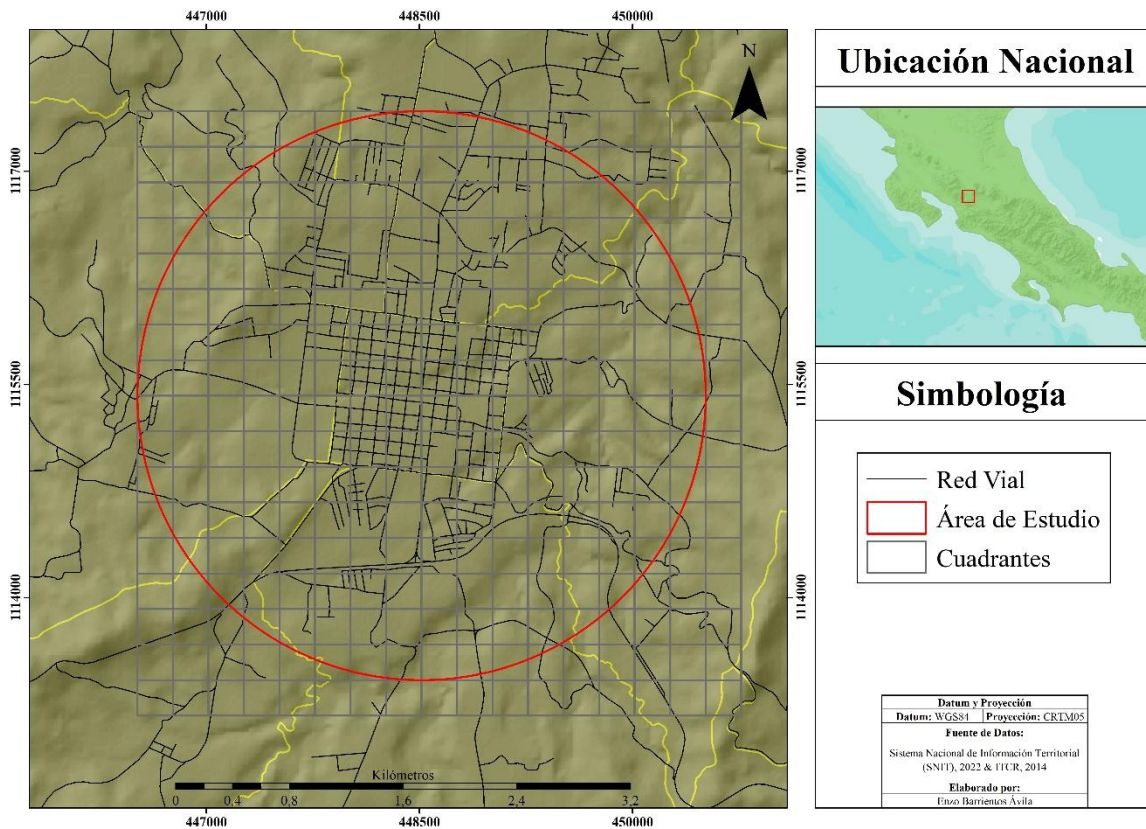 447000 448500 450000
N
1117000 1117000
1115500 1115500
1114000 1114000
Kilómetros
0 0,4 0,8 1,6 2,4 3,2
447000 448500 450000
Ubicación Nacional
Simbología
Red Vial
Área de Estudio
Cuadrantes
Datum y Proyección
Datum: WGS84 Proyección: CRTM05
Fuente de Datos:
Sistema Nacional de Información Territorial
(SNIT), 2022 & ITCR, 2014
Elaborado por:
Enzo Barrientos Ávila